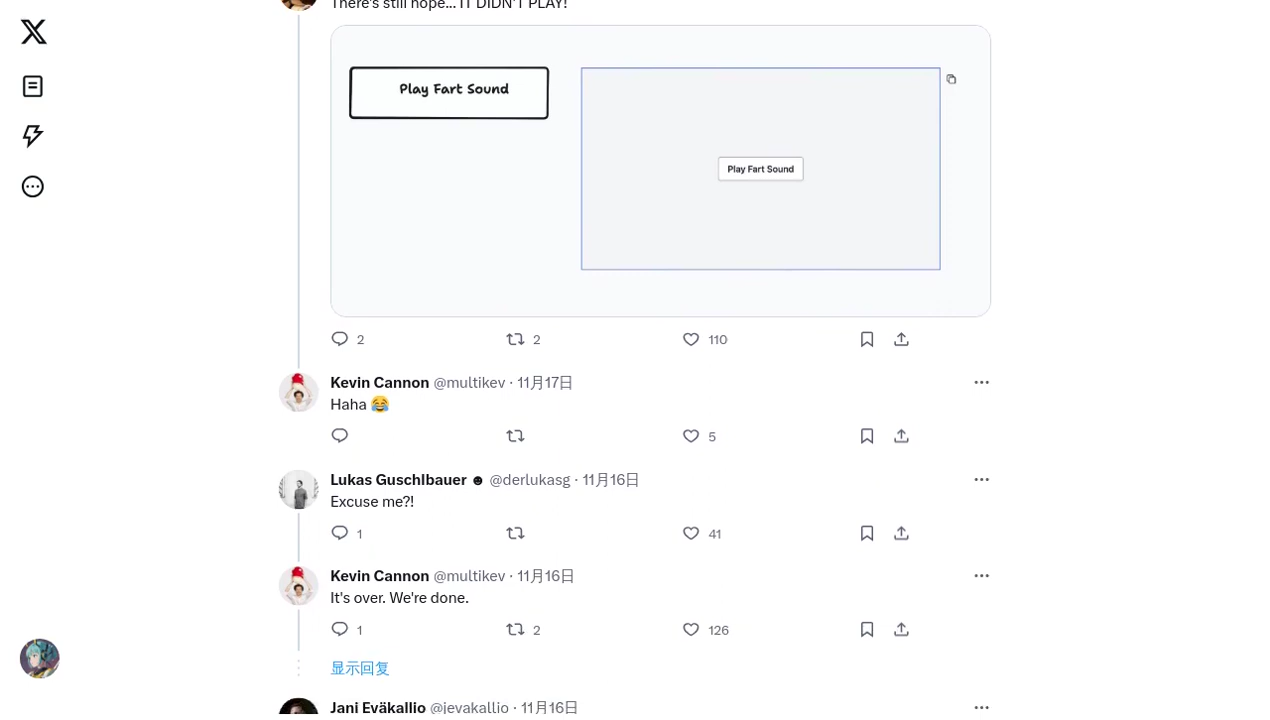 There's still hope... IT DIDN'T PLAY!
Play Fart Sound
Play Fart Sound
2 2 110
Kevin Cannon @multikev · 11月17日
Haha 😂
5
Lukas Guschlbauer ☻ @derlukasg · 11月16日
Excuse me?!
1 41
Kevin Cannon @multikev · 11月16日
It's over. We're done.
1 2 126
显示回复
Jani Eväkallio @jevakallio · 11月16日